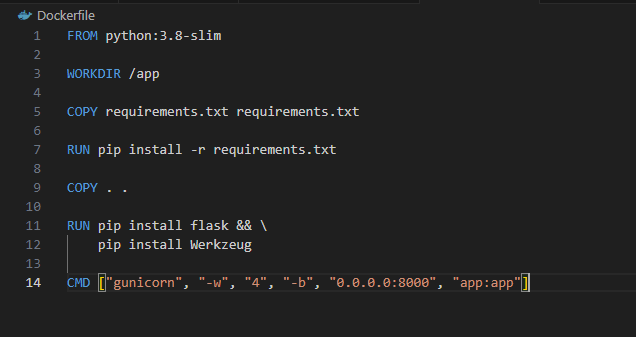 Dockerfile
1 FROM python:3.8-slim
2
3 WORKDIR /app
4
5 COPY requirements.txt requirements.txt
6
7 RUN pip install -r requirements.txt
8
9 COPY . .
10
11 RUN pip install flask && \
12 pip install Werkzeug
13
14 CMD ["gunicorn", "-w", "4", "-b", "0.0.0.0:8000", "app:app"]